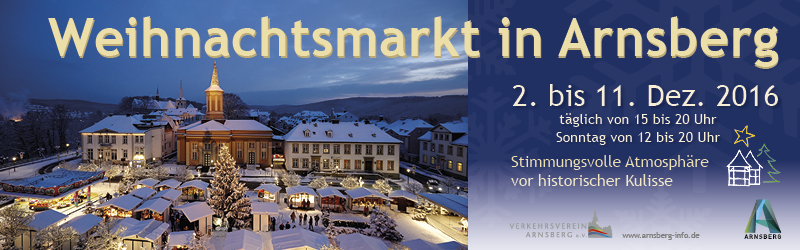 Weihnachtsmarkt in Arnsberg
2. bis 11. Dez. 2016
täglich von 15 bis 20 Uhr
Sonntag von 12 bis 20 Uhr
Stimmungsvolle Atmosphäre
vor historischer Kulisse
VERKEHRSVEREIN
ARNSBERG e.V.
www.arnsberg-info.de
ARNSBERG